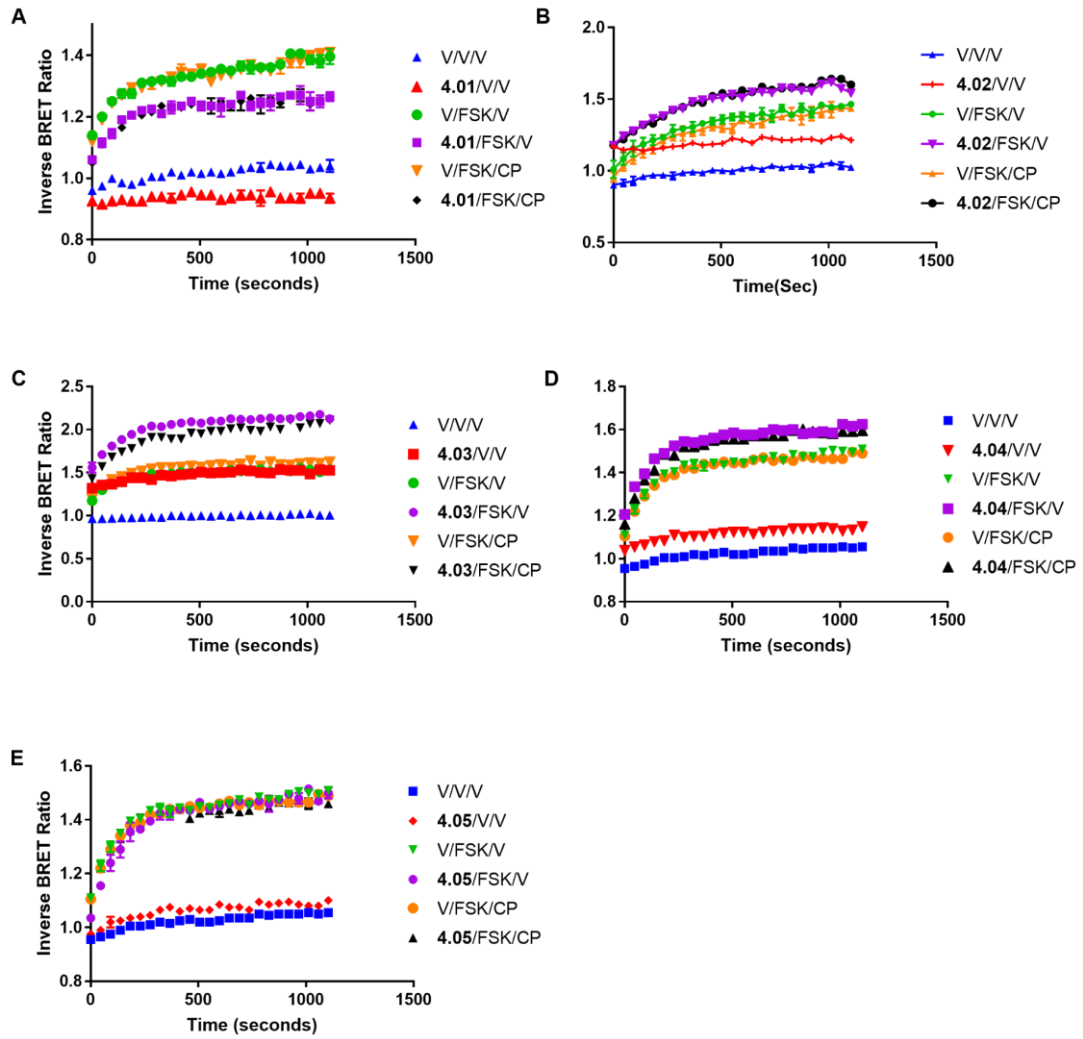 A
Inverse BRET Ratio
1.4
1.2
1.0
0.8
0
500
1000
1500
Time (seconds)
V/V/V
4.01/V/V
V/FSK/V
4.01/FSK/V
V/FSK/CP
4.01/FSK/CP
B
2.0
1.5
1.0
0.5
0
500
1000
1500
Time(Sec)
V/V/V
4.02/V/V
V/FSK/V
4.02/FSK/V
V/FSK/CP
4.02/FSK/CP
C
Inverse BRET Ratio
2.5
2.0
1.5
1.0
0.5
0.0
0
500
1000
1500
Time (seconds)
V/V/V
4.03/V/V
V/FSK/V
4.03/FSK/V
V/FSK/CP
4.03/FSK/CP
D
1.8
1.6
1.4
1.2
1.0
0.8
0
500
1000
1500
Time (seconds)
V/V/V
4.04/V/V
V/FSK/V
4.04/FSK/V
V/FSK/CP
4.04/FSK/CP
E
Inverse BRET Ratio
1.6
1.4
1.2
1.0
0.8
0
500
1000
1500
Time (seconds)
V/V/V
4.05/V/V
V/FSK/V
4.05/FSK/V
V/FSK/CP
4.05/FSK/CP